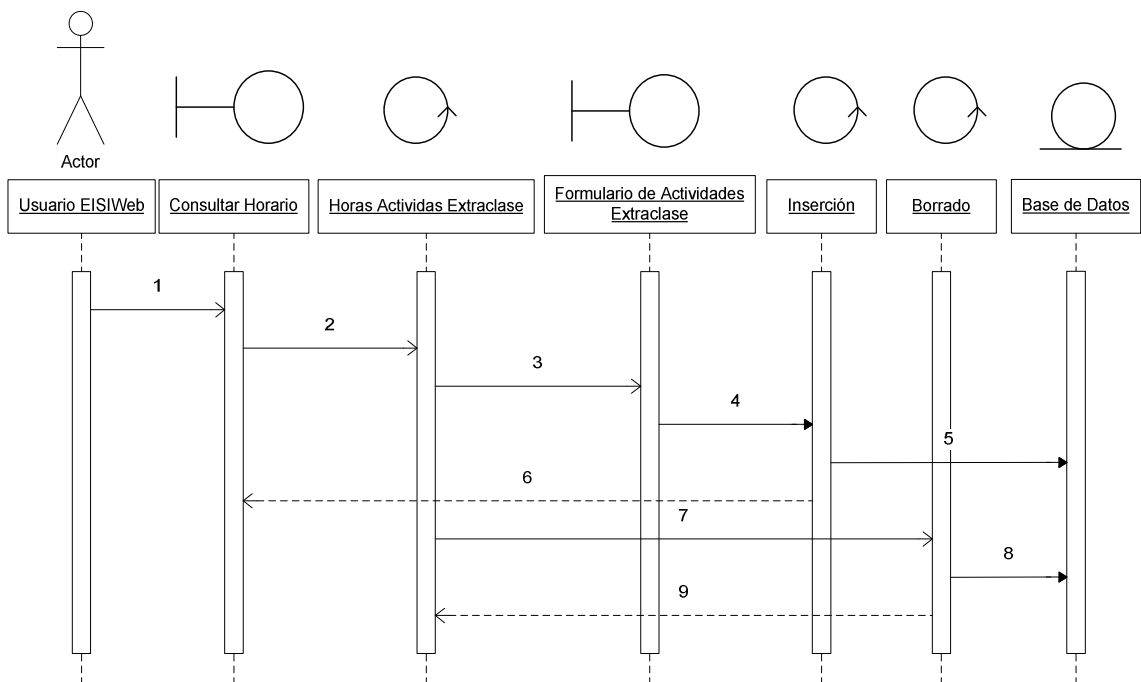 Actor
Usuario EISIWeb
Consultar Horario
Horas Actividas Extraclase
Formulario de Actividades
Extraclase
Inserción
Borrado
Base de Datos
1
2
3
4
5
6
7
8
9